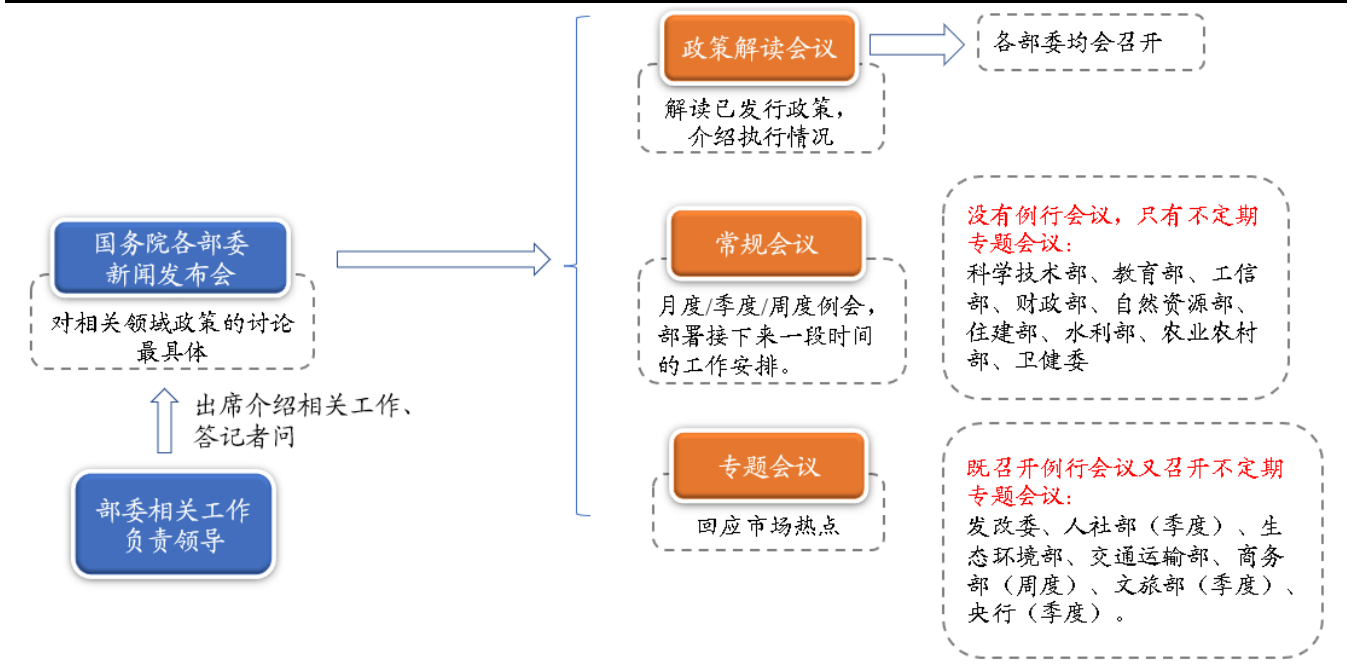 国务院各部委
新闻发布会
对相关领域政策的讨论
最具体
出席介绍相关工作、
答记者问
部委相关工作
负责领导
政策解读会议
解读已发行政策，
介绍执行情况
各部委均会召开
常规会议
月度/季度/周度例会，
部署接下来一段时间
的工作安排。
专题会议
回应市场热点
没有例行会议，只有不定期
专题会议：
科学技术部、教育部、工信
部、财政部、自然资源部、
住建部、水利部、农业农村
部、卫健委
既召开例行会议又召开不定期
专题会议：
发改委、人社部（季度）、生
态环境部、交通运输部、商务
部（周度）、文旅部（季度）、
央行（季度）。